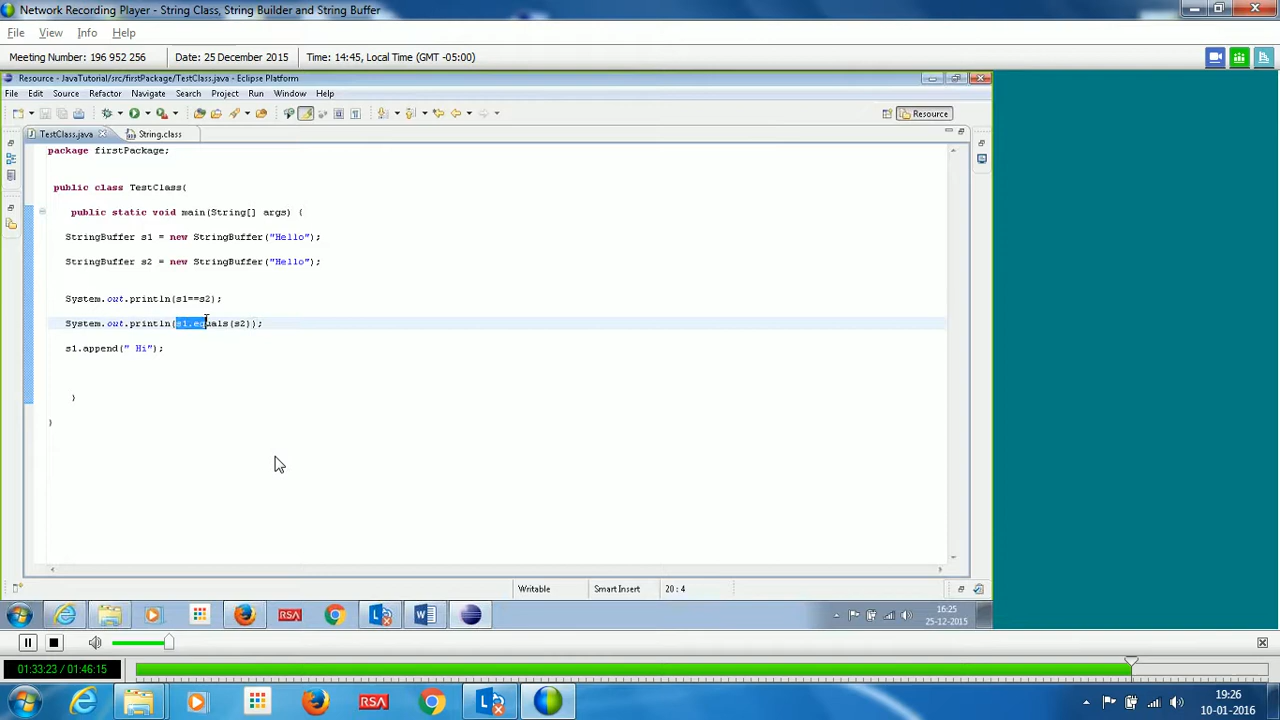 Network Recording Player - String Class, String Builder and String Buffer
File View Info Help
Meeting Number: 196 952 256 Date: 25 December 2015 Time: 14:45, Local Time (GMT -05:00)
Resource - JavaTutorial/src/firstPackage/TestClass.java - Eclipse Platform
File Edit Source Refactor Navigate Search Project Run Window Help
Resource
TestClass.java String.class
package firstPackage;
public class TestClass{
public static void main(String[] args) {
StringBuffer s1 = new StringBuffer("Hello");
StringBuffer s2 = new StringBuffer("Hello");
System.out.println(s1==s2);
System.out.println(s1.equals(s2));
s1.append(" Hi");
}
}
Writable Smart Insert 20 : 4
RSA
16:25
25-12-2015
01:33:23 / 01:46:15
RSA
19:26
10-01-2016